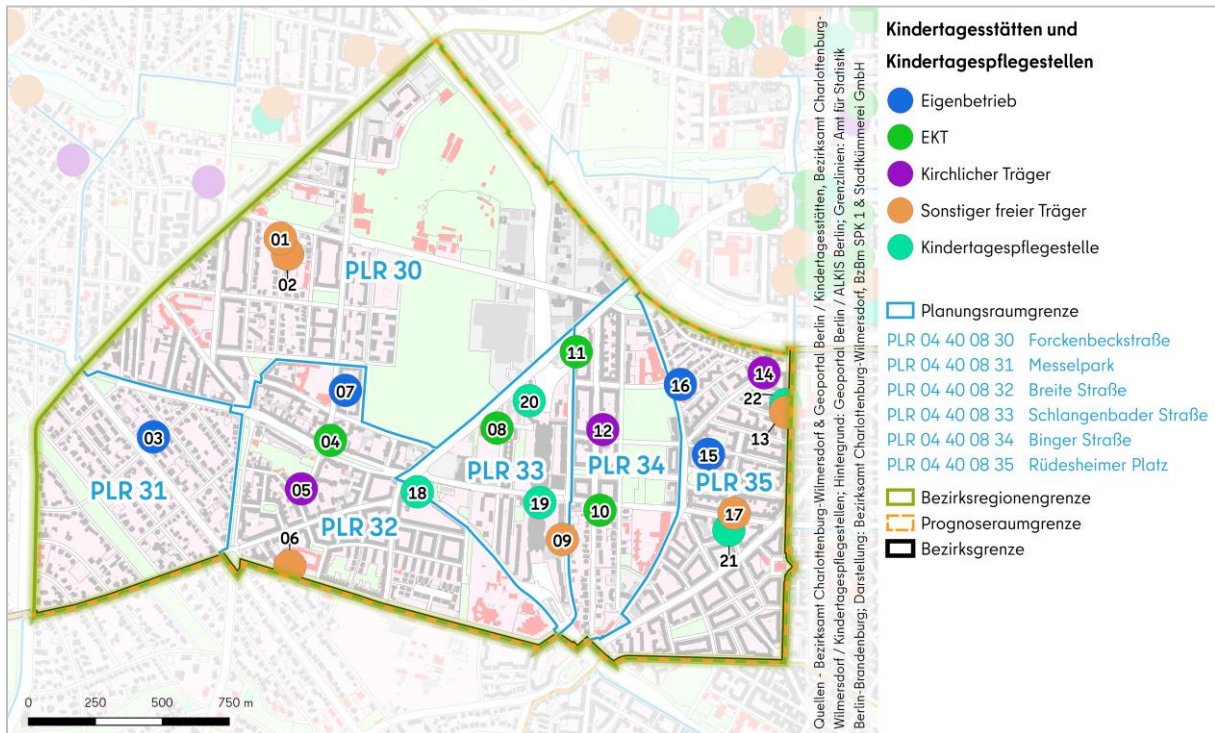 01
02
PLR 30
03
PLR 31
07
04
05
06
PLR 32
18
11
20
08
PLR 33
19
09
12
PLR 34
10
16
14
22
13
15
PLR 35
17
21
0 250 500 750 m
Quellen - Bezirksamt Charlottenburg-Wilmersdorf & Geoportal Berlin / Kindertagesstätten, Bezirksamt Charlottenburg-
Wilmersdorf / Kindertagespflegestellen; Hintergrund: Geoportal Berlin / ALKIS Berlin; Grenzlinien: Amt für Statistik
Berlin-Brandenburg; Darstellung: Bezirksamt Charlottenburg-Wilmersdorf, BzBm SPK 1 & Stadtkümmerei GmbH
Kindertagesstätten und
Kindertagespflegestellen
Eigenbetrieb
EKT
Kirchlicher Träger
Sonstiger freier Träger
Kindertagespflegestelle
Planungsraumgrenze
PLR 04 40 08 30 Forckenbeckstraße
PLR 04 40 08 31 Messelpark
PLR 04 40 08 32 Breite Straße
PLR 04 40 08 33 Schlangenbader Straße
PLR 04 40 08 34 Binger Straße
PLR 04 40 08 35 Rüdesheimer Platz
Bezirksregionengrenze
Prognoseraumgrenze
Bezirksgrenze